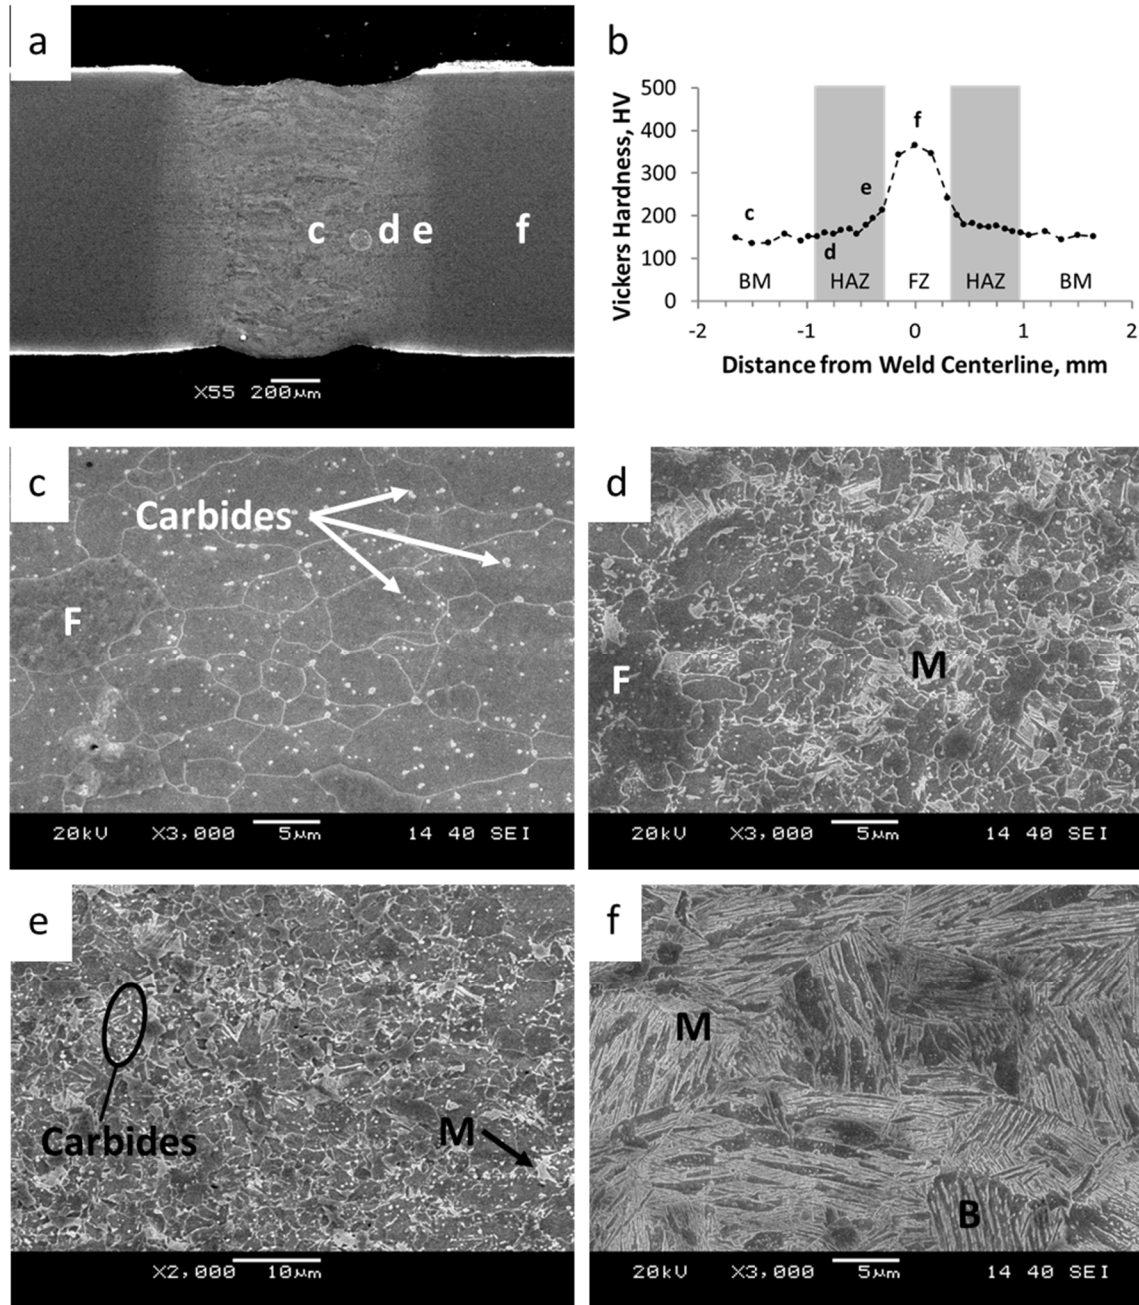 a
c
d
e
f
X55 200µm
b
Vickers Hardness, HV
500
400
300
200
100
0
c
d
e
f
BM
HAZ
FZ
HAZ
BM
-2
-1
0
1
2
Distance from Weld Centerline, mm
c
Carbides
F
20kV X3,000 5µm 14 40 SEI
d
F
M
20kV X3,000 5µm 14 40 SEI
e
Carbides
M
X2,000 10µm
f
M
B
20kV X3,000 5µm 14 40 SEI